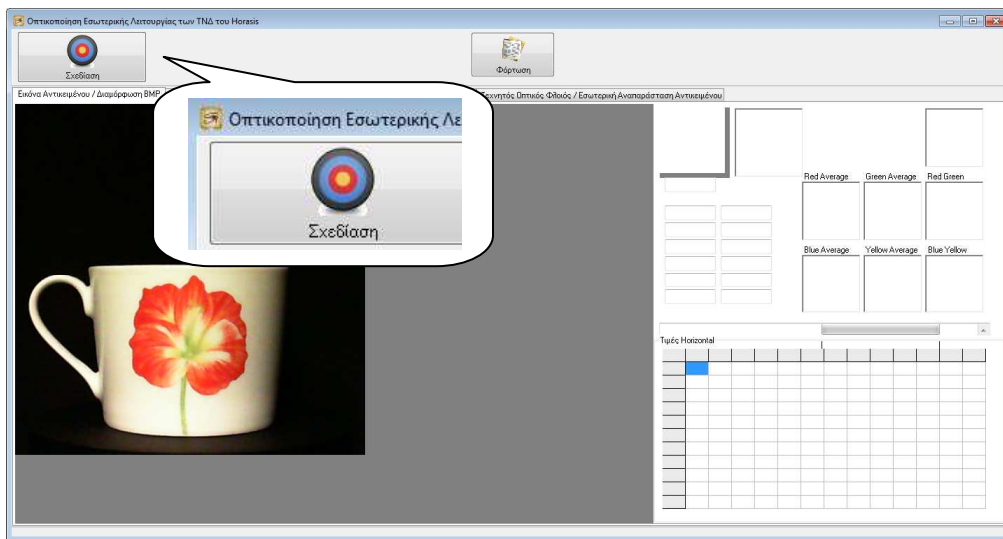 Οπτικοποίηση Εσωτερικής Λειτουργίας των ΤΝΔ του Horasis
Σχεδίαση
Φόρτωση
Εικόνα Αντικειμένου / Διαμόρφωση BMP
Τεχνητός Οπτικός Φλοιός / Εσωτερική Αναπαράσταση Αντικειμένου
Οπτικοποίηση Εσωτερικής Λε
Σχεδίαση
Red Average Green Average Red Green
Blue Average Yellow Average Blue Yellow
Τιμές Horizontal